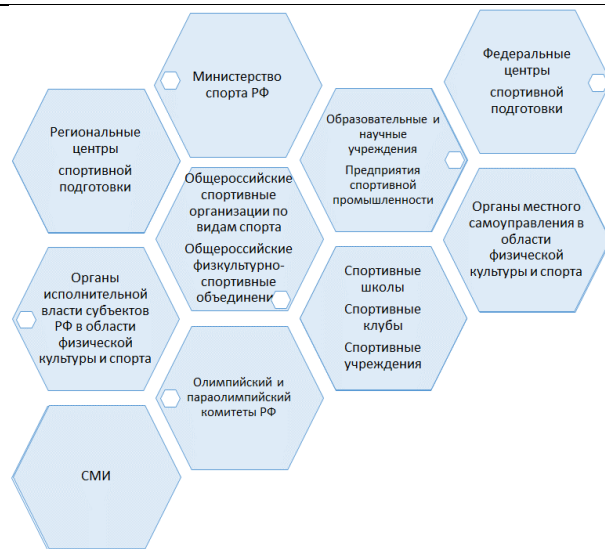 Министерство
спорта РФ
Федеральные
центры
спортивной
подготовки
Региональные
центры
спортивной
подготовки
Образовательные и
научные
учреждения
Предприятия
спортивной
промышленности
Общероссийские
спортивные
организации по
видам спорта
Общероссийские
физкультурно-
спортивные
объединени
Органы местного
самоуправления в
области
физической
культуры и спорта
Органы
исполнительной
власти субъектов
РФ в области
физической
культуры и спорта
Спортивные
школы
Спортивные
клубы
Спортивные
учреждения
Олимпийский и
параолимпийский
комитеты РФ
СМИ